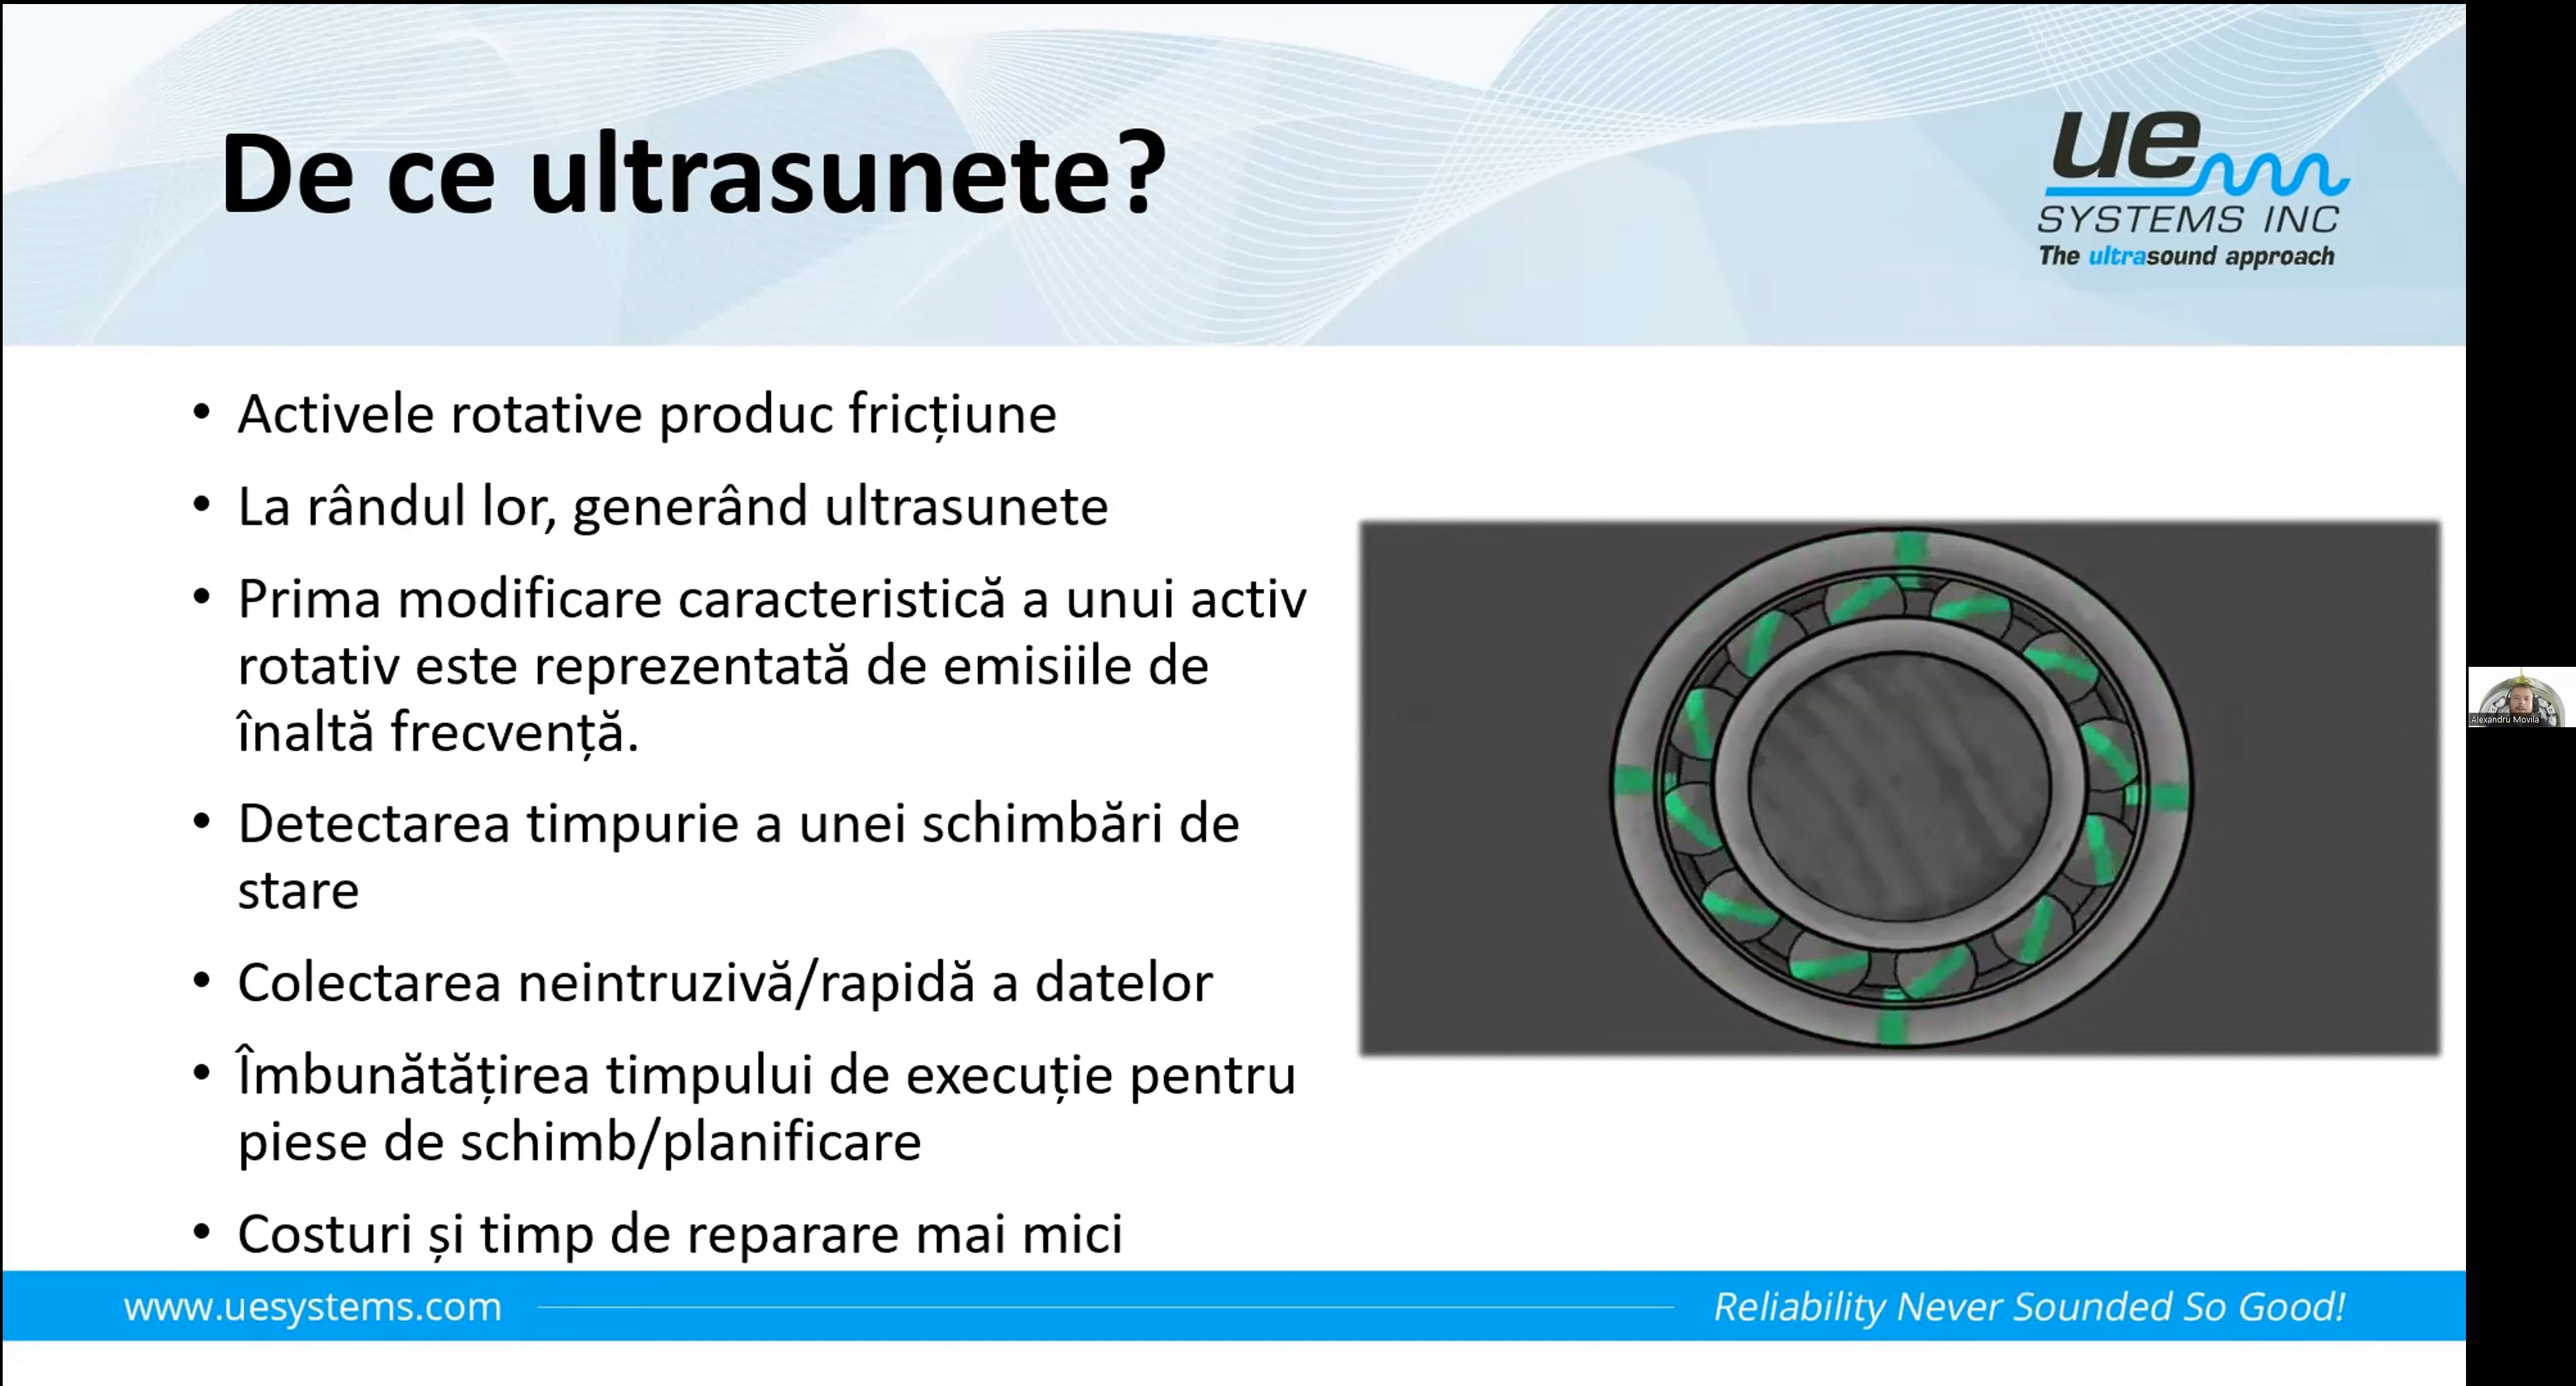 De ce ultrasunete?
ue
SYSTEMS INC
The ultrasound approach
• Activele rotative produc fricțiune
• La rândul lor, generând ultrasunete
• Prima modificare caracteristică a unui activ
rotativ este reprezentată de emisiile de
înaltă frecvență.
• Detectarea timpurie a unei schimbări de
stare
• Colectarea neintruzivă/rapidă a datelor
• Îmbunătățirea timpului de execuție pentru
piese de schimb/planificare
• Costuri și timp de reparare mai mici
Alexandru Movila
www.uesystems.com
Reliability Never Sounded So Good!